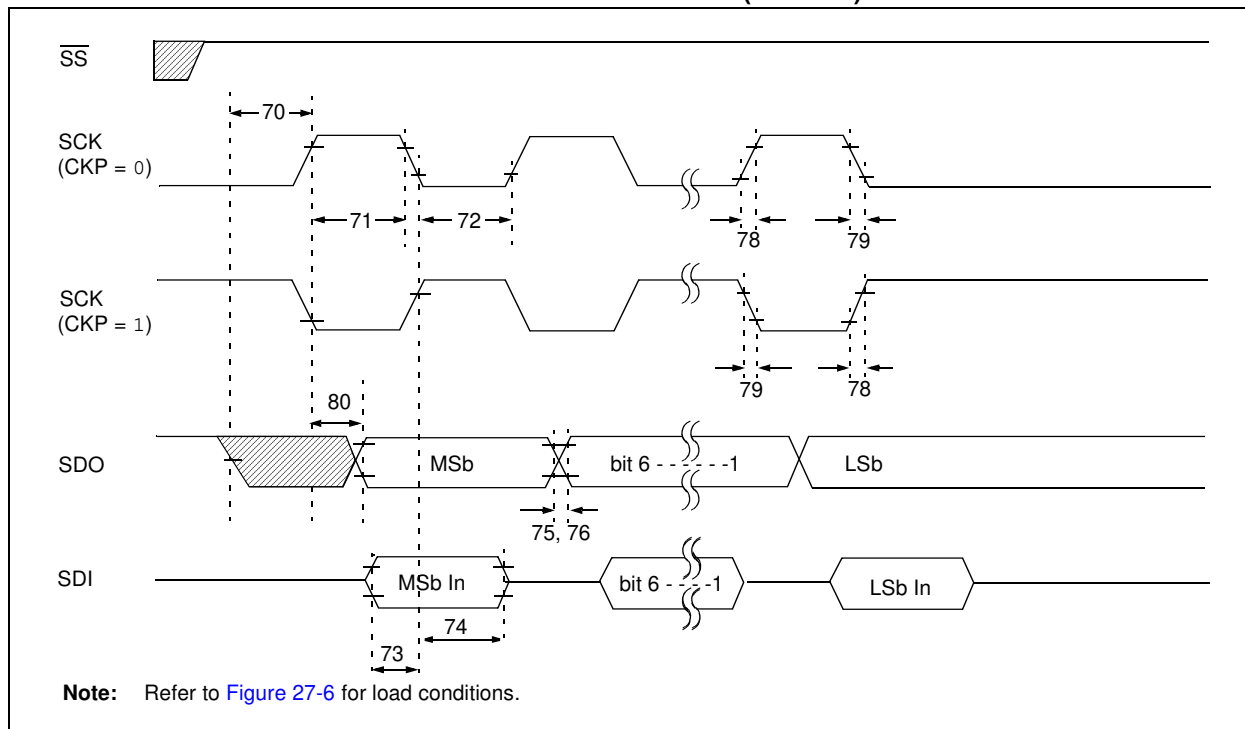 SS
70
SCK
(CKP = 0)
71
72
78
79
SCK
(CKP = 1)
79
78
80
SDO
MSb
bit 6 - - - - - -1
LSb
75, 76
SDI
MSb In
bit 6 - - - -1
LSb In
74
73
Note: Refer to Figure 27-6 for load conditions.